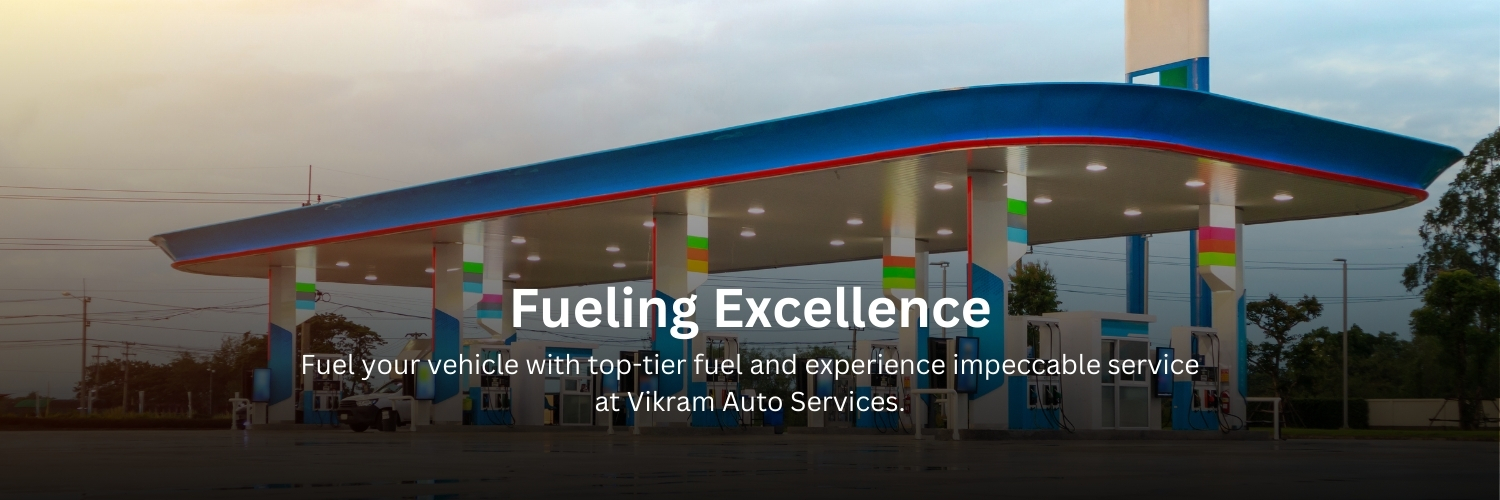 Fueling Excellence
Fuel your vehicle with top-tier fuel and experience impeccable service
at Vikram Auto Services.